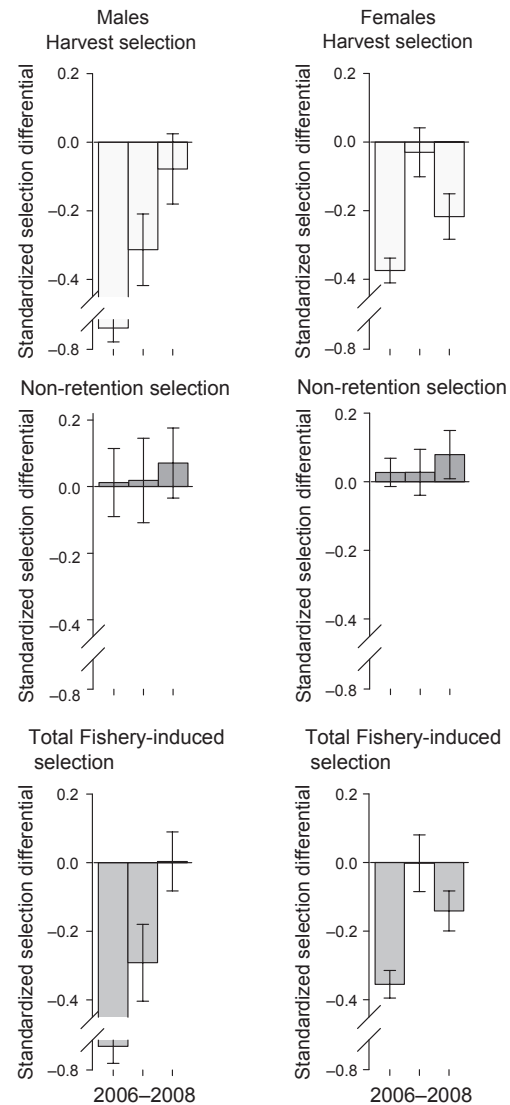 Males
Harvest selection
Standardized selection differential
0.2
0.0
–0.2
–0.4
–0.8
Females
Harvest selection
Standardized selection differential
0.2
0.0
–0.2
–0.4
–0.8
Non-retention selection
Standardized selection differential
0.2
0.0
–0.2
–0.4
–0.8
Non-retention selection
Standardized selection differential
0.2
0.0
–0.2
–0.4
–0.8
Total Fishery-induced
selection
Standardized selection differential
0.2
0.0
–0.2
–0.4
–0.8
2006–2008
Total Fishery-induced
selection
Standardized selection differential
0.2
0.0
–0.2
–0.4
–0.8
2006–2008